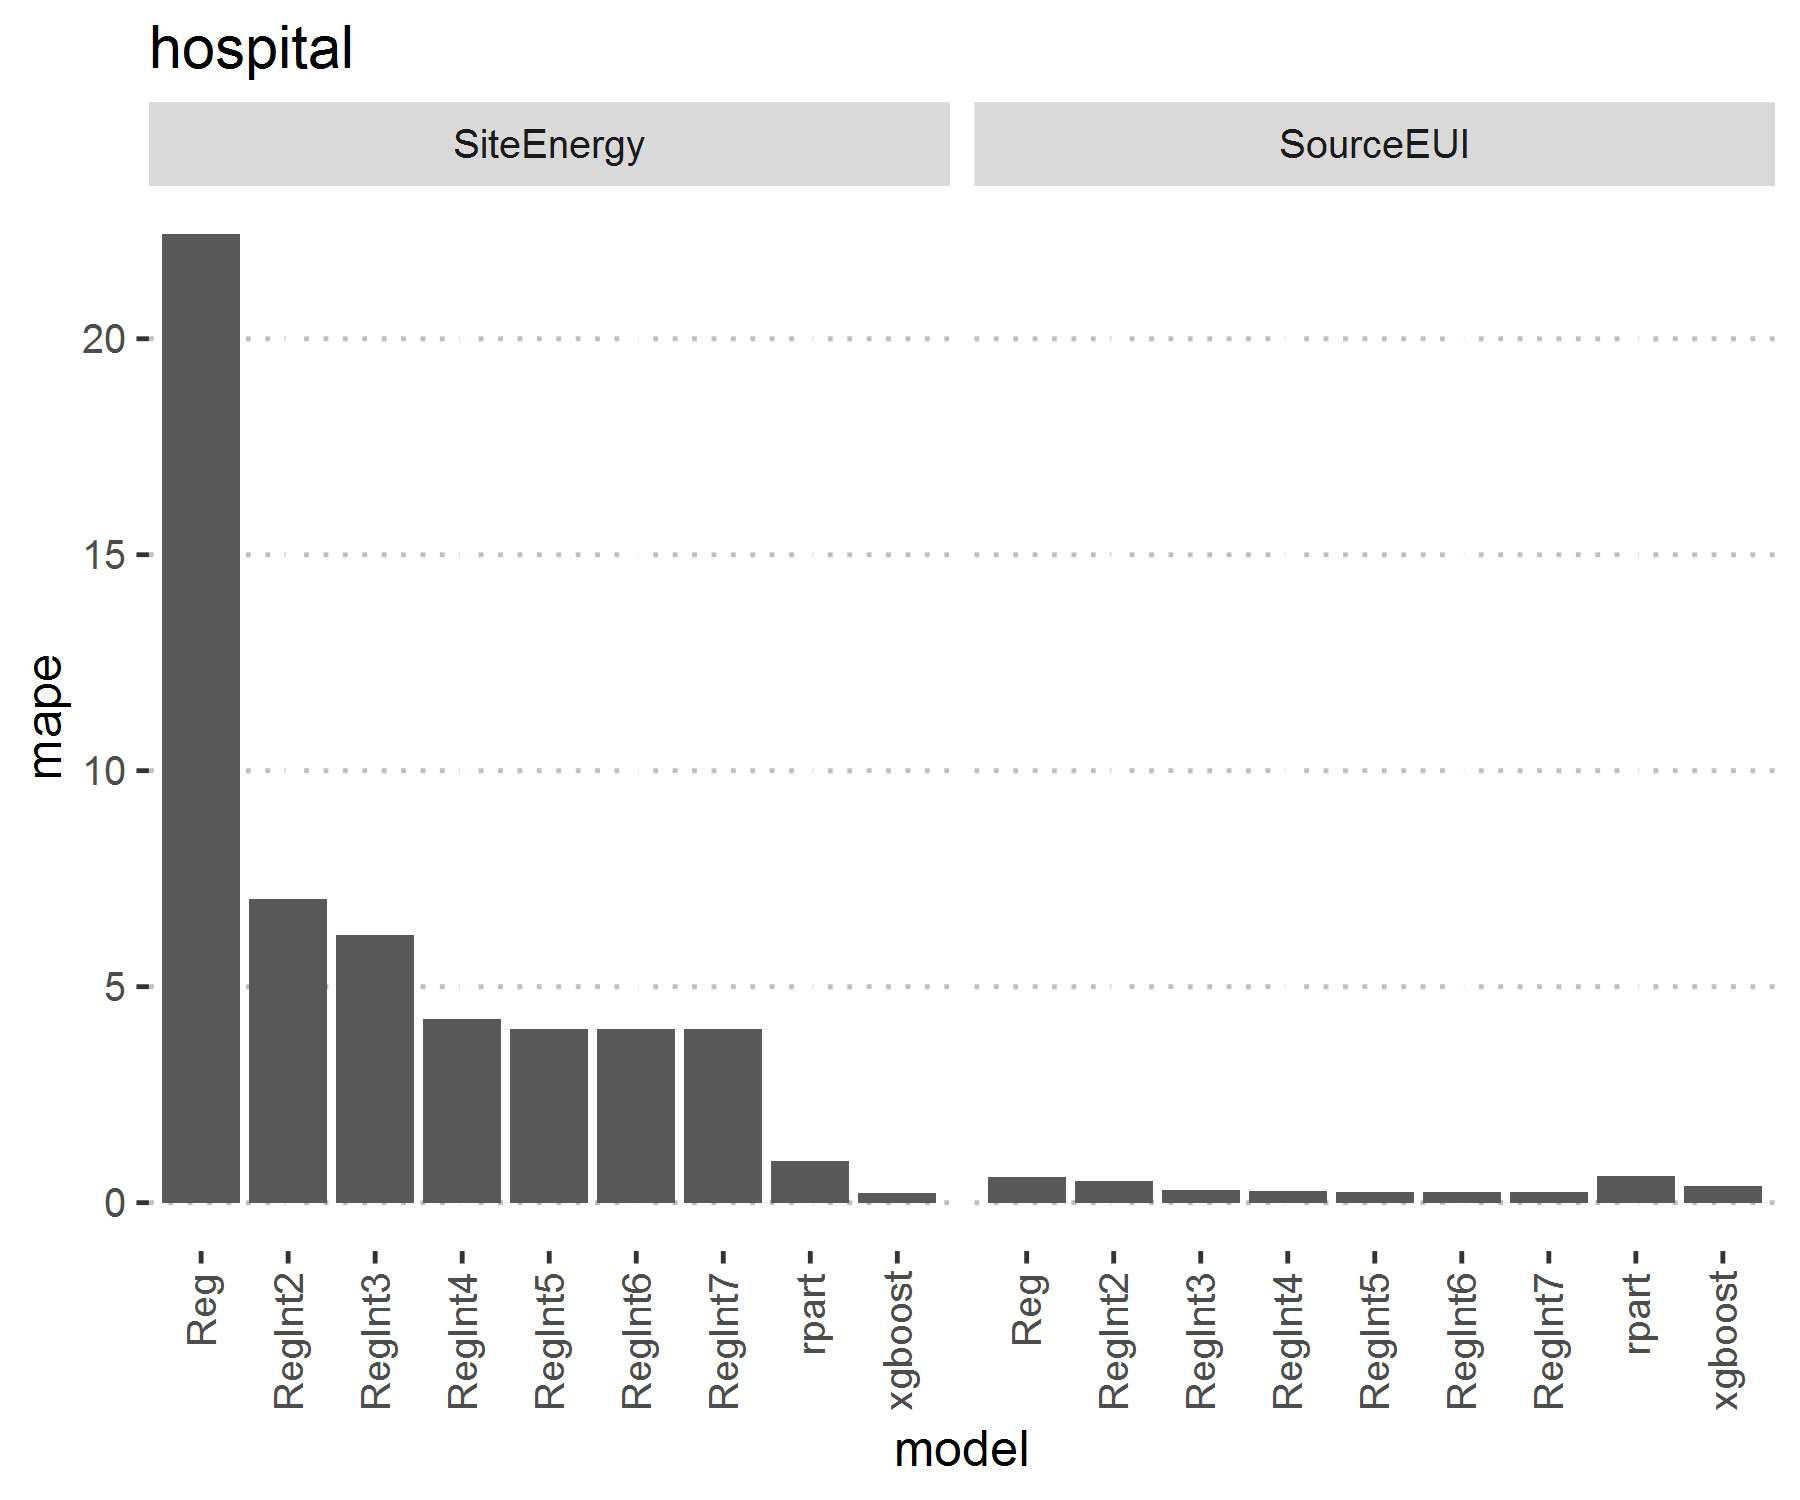 hospital
SiteEnergy
SourceEUI
mape
20
15
10
5
0
Reg
RegInt2
RegInt3
RegInt4
RegInt5
RegInt6
RegInt7
rpart
xgboost
Reg
RegInt2
RegInt3
RegInt4
RegInt5
RegInt6
RegInt7
rpart
xgboost
model